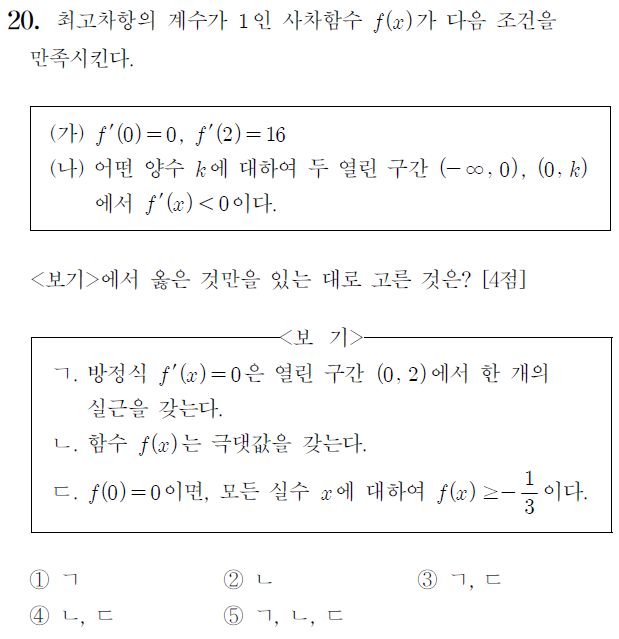 20. 최고차항의 계수가 1인 사차함수 f(x)가 다음 조건을
만족시킨다.
(가) f′(0)=0, f′(2)=16
(나) 어떤 양수 k에 대하여 두 열린 구간 (−∞, 0), (0, k)
에서 f′(x)<0이다.
<보기>에서 옳은 것만을 있는 대로 고른 것은? [4점]
<보 기>
ㄱ. 방정식 f′(x)=0은 열린 구간 (0, 2)에서 한 개의
실근을 갖는다.
ㄴ. 함수 f(x)는 극댓값을 갖는다.
ㄷ. f(0)=0이면, 모든 실수 x에 대하여 f(x)≥−1/3이다.
① ㄱ ② ㄴ ③ ㄱ, ㄷ
④ ㄴ, ㄷ ⑤ ㄱ, ㄴ, ㄷ